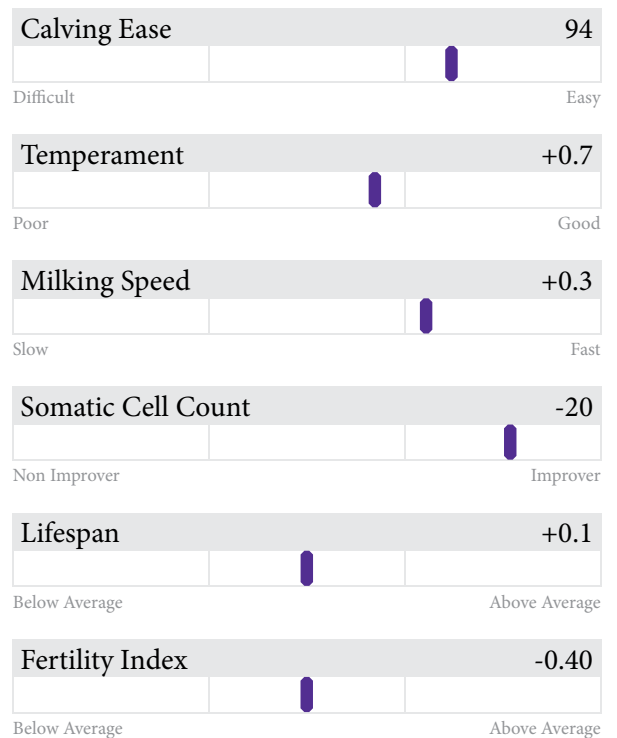 Calving Ease 94
Difficult Easy
Temperament +0.7
Poor Good
Milking Speed +0.3
Slow Fast
Somatic Cell Count -20
Non Improver Improver
Lifespan +0.1
Below Average Above Average
Fertility Index -0.40
Below Average Above Average